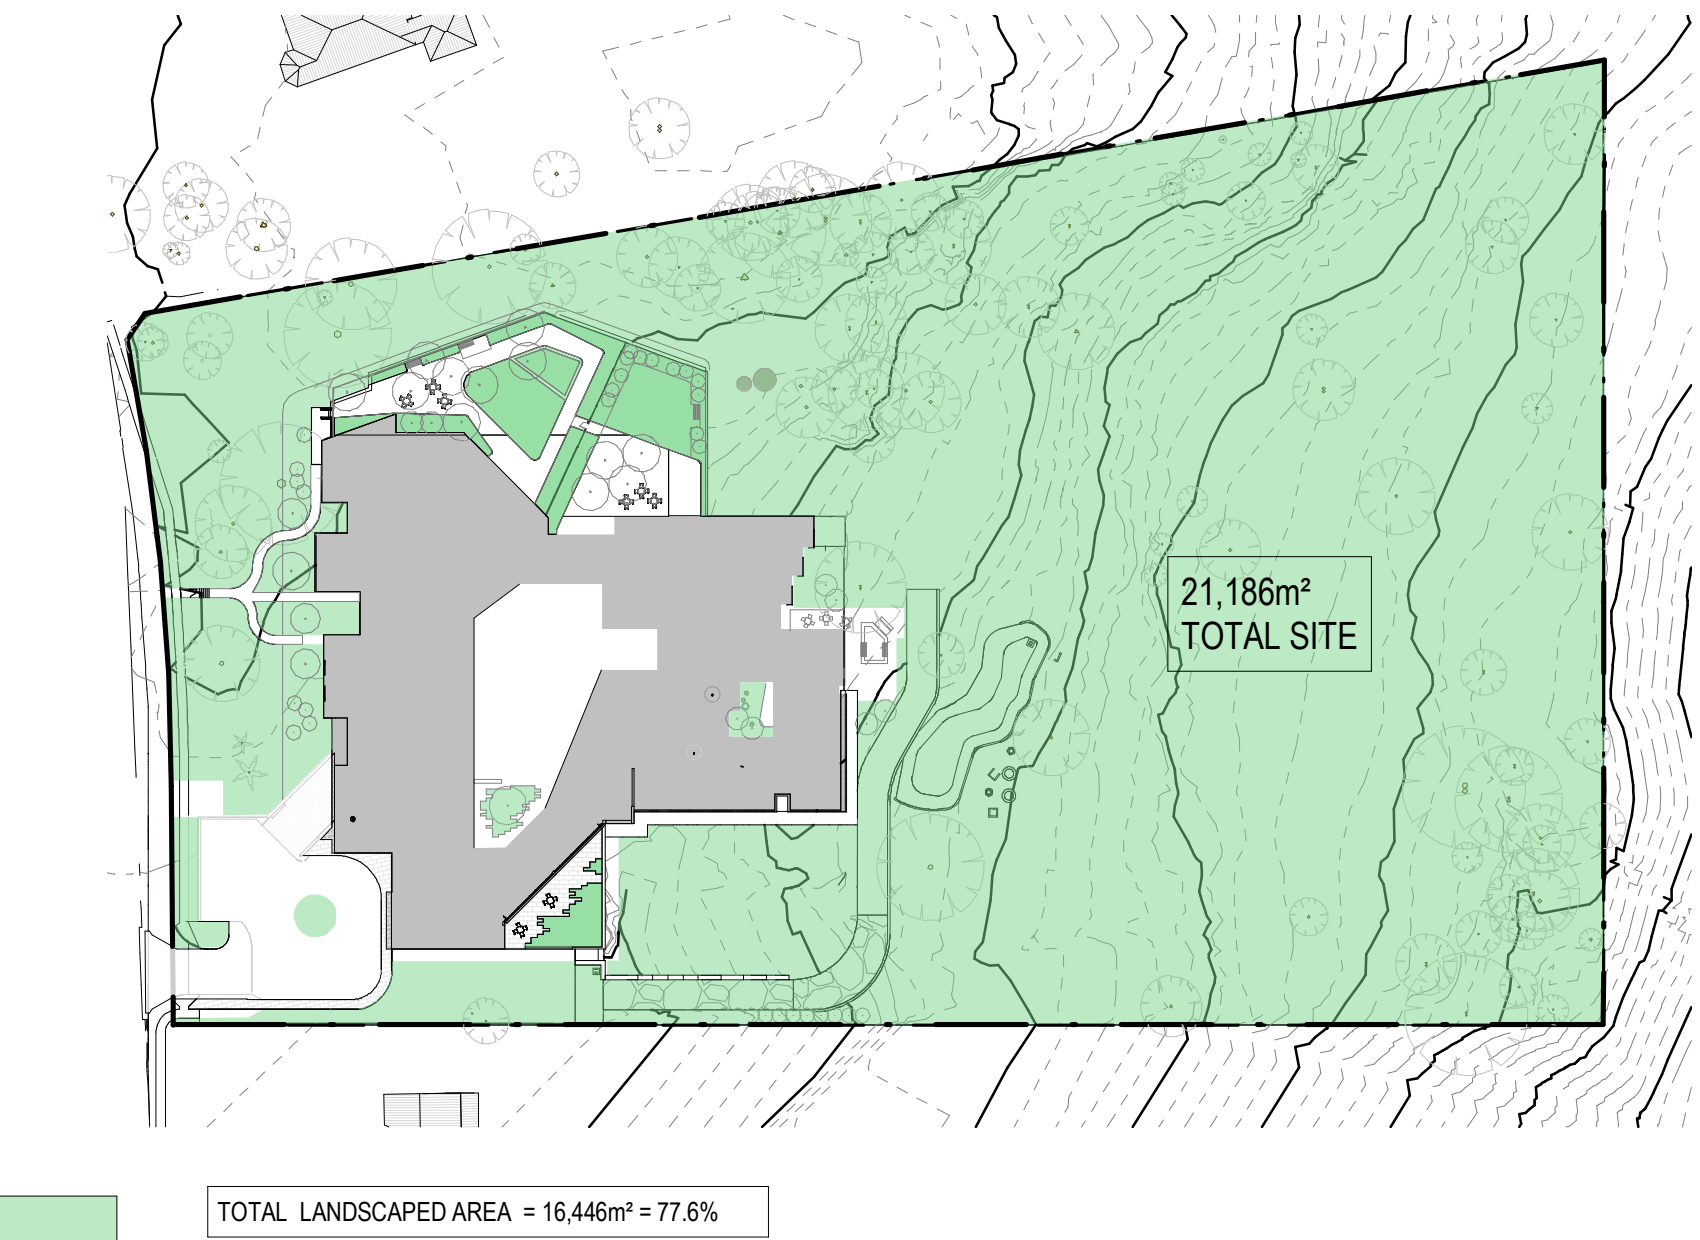 21,186m²
TOTAL SITE
TOTAL LANDSCAPED AREA = 16,446m² = 77.6%